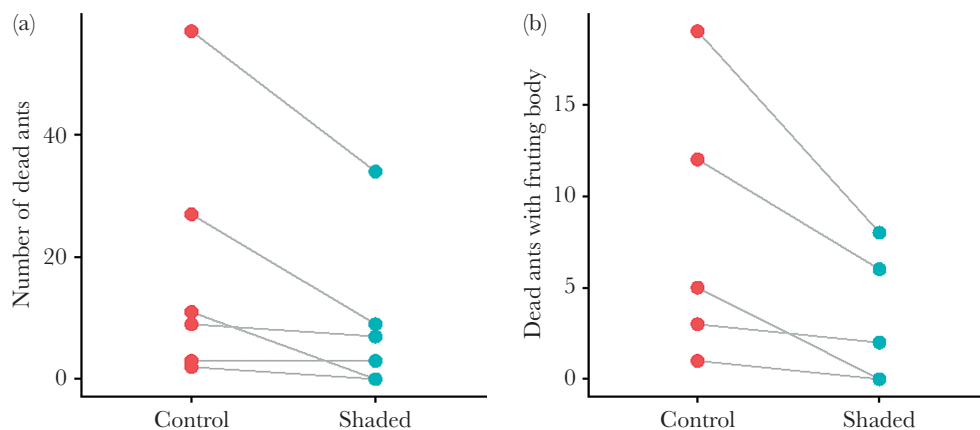 (a)
Number of dead ants
40
20
0
Control Shaded
(b)
Dead ants with fruting body
15
10
5
0
Control Shaded